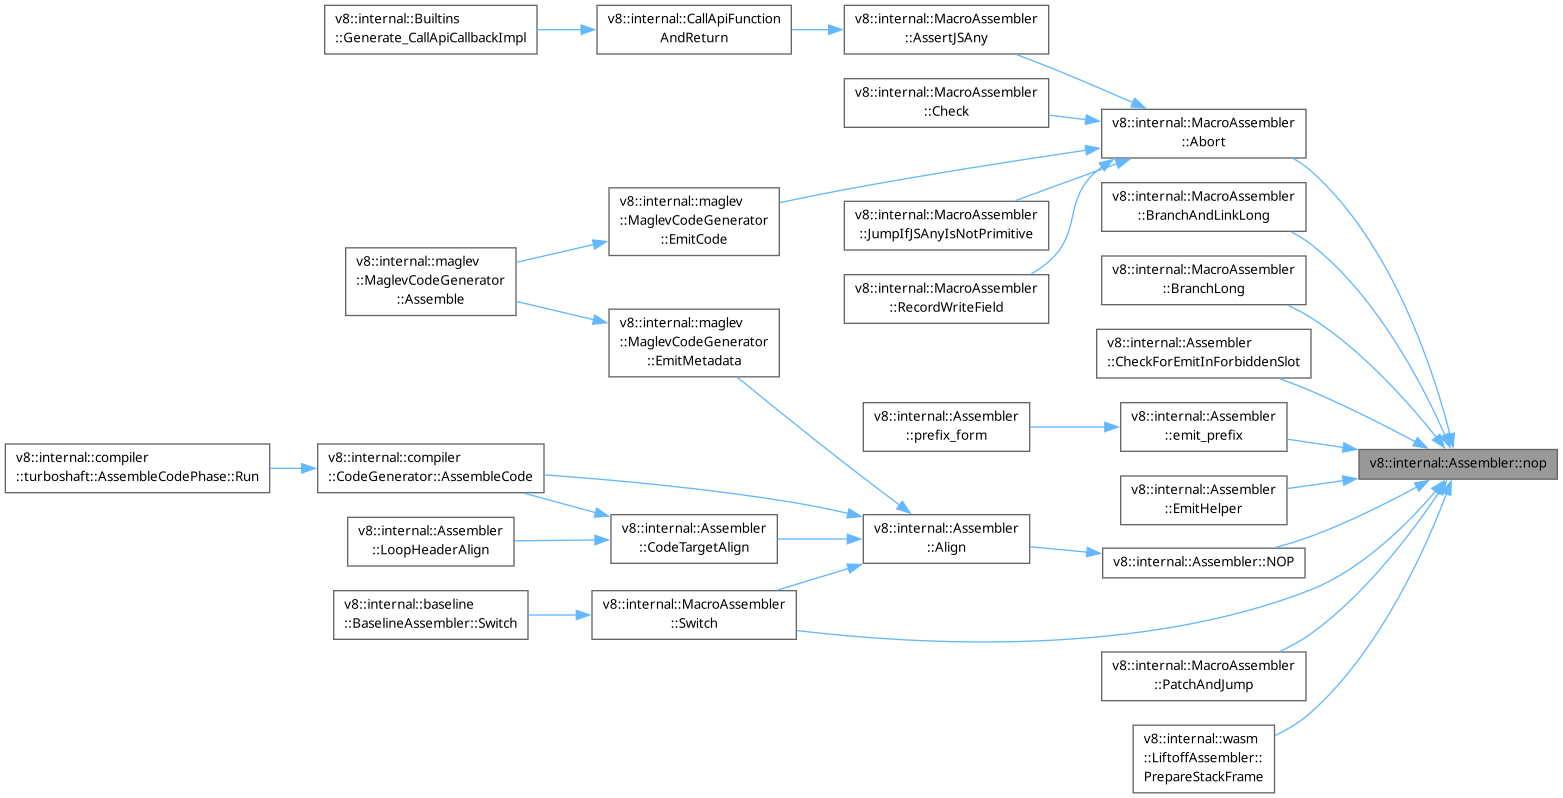 v8::internal::Builtins
::Generate_CallApiCallbackImpl
v8::internal::CallApiFunction
AndReturn
v8::internal::MacroAssembler
::AssertJSAny
v8::internal::MacroAssembler
::Check
v8::internal::MacroAssembler
::Abort
v8::internal::maglev
::MaglevCodeGenerator
::EmitCode
v8::internal::MacroAssembler
::JumpIfJSAnyIsNotPrimitive
v8::internal::MacroAssembler
::BranchAndLinkLong
v8::internal::maglev
::MaglevCodeGenerator
::Assemble
v8::internal::MacroAssembler
::RecordWriteField
v8::internal::MacroAssembler
::BranchLong
v8::internal::maglev
::MaglevCodeGenerator
::EmitMetadata
v8::internal::Assembler
::CheckForEmitInForbiddenSlot
v8::internal::Assembler
::prefix_form
v8::internal::Assembler
::emit_prefix
v8::internal::compiler
::turboshaft::AssembleCodePhase::Run
v8::internal::compiler
::CodeGenerator::AssembleCode
v8::internal::Assembler::nop
v8::internal::Assembler
::EmitHelper
v8::internal::Assembler
::LoopHeaderAlign
v8::internal::Assembler
::CodeTargetAlign
v8::internal::Assembler
::Align
v8::internal::Assembler::NOP
v8::internal::baseline
::BaselineAssembler::Switch
v8::internal::MacroAssembler
::Switch
v8::internal::MacroAssembler
::PatchAndJump
v8::internal::wasm
::LiftoffAssembler::
PrepareStackFrame